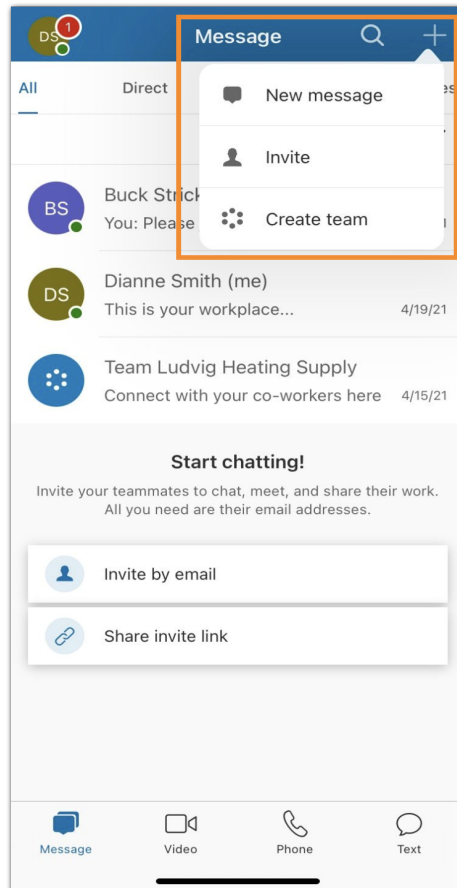 DS 1
Message
All
Direct
New message
Invite
Create team
BS
Buck Strick
You: Please
DS
Dianne Smith (me)
This is your workplace...
4/19/21
Team Ludvig Heating Supply
Connect with your co-workers here
4/15/21
Start chatting!
Invite your teammates to chat, meet, and share their work.
All you need are their email addresses.
Invite by email
Share invite link
Message
Video
Phone
Text